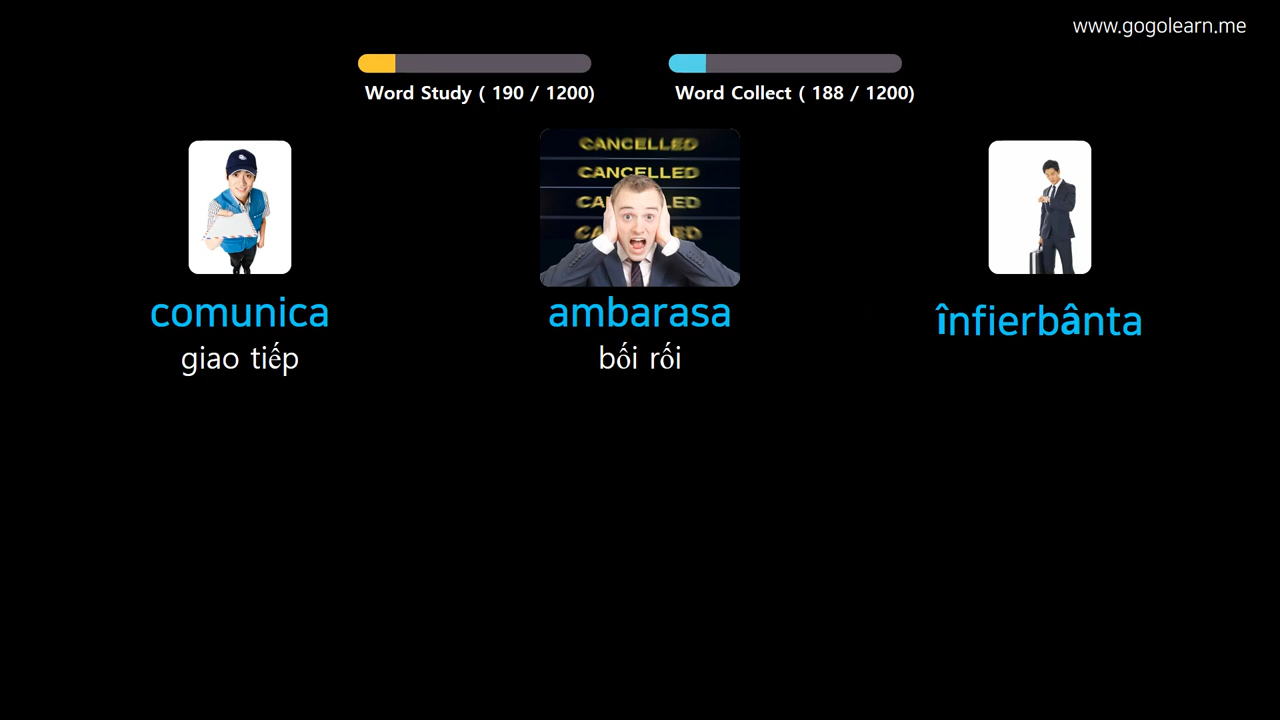 www.gogolearn.me
Word Study ( 190 / 1200)
Word Collect ( 188 / 1200)
CANCELLED
CANCELLED
comunica
ambarasa
înfierbânta
giao tiếp
bối rối